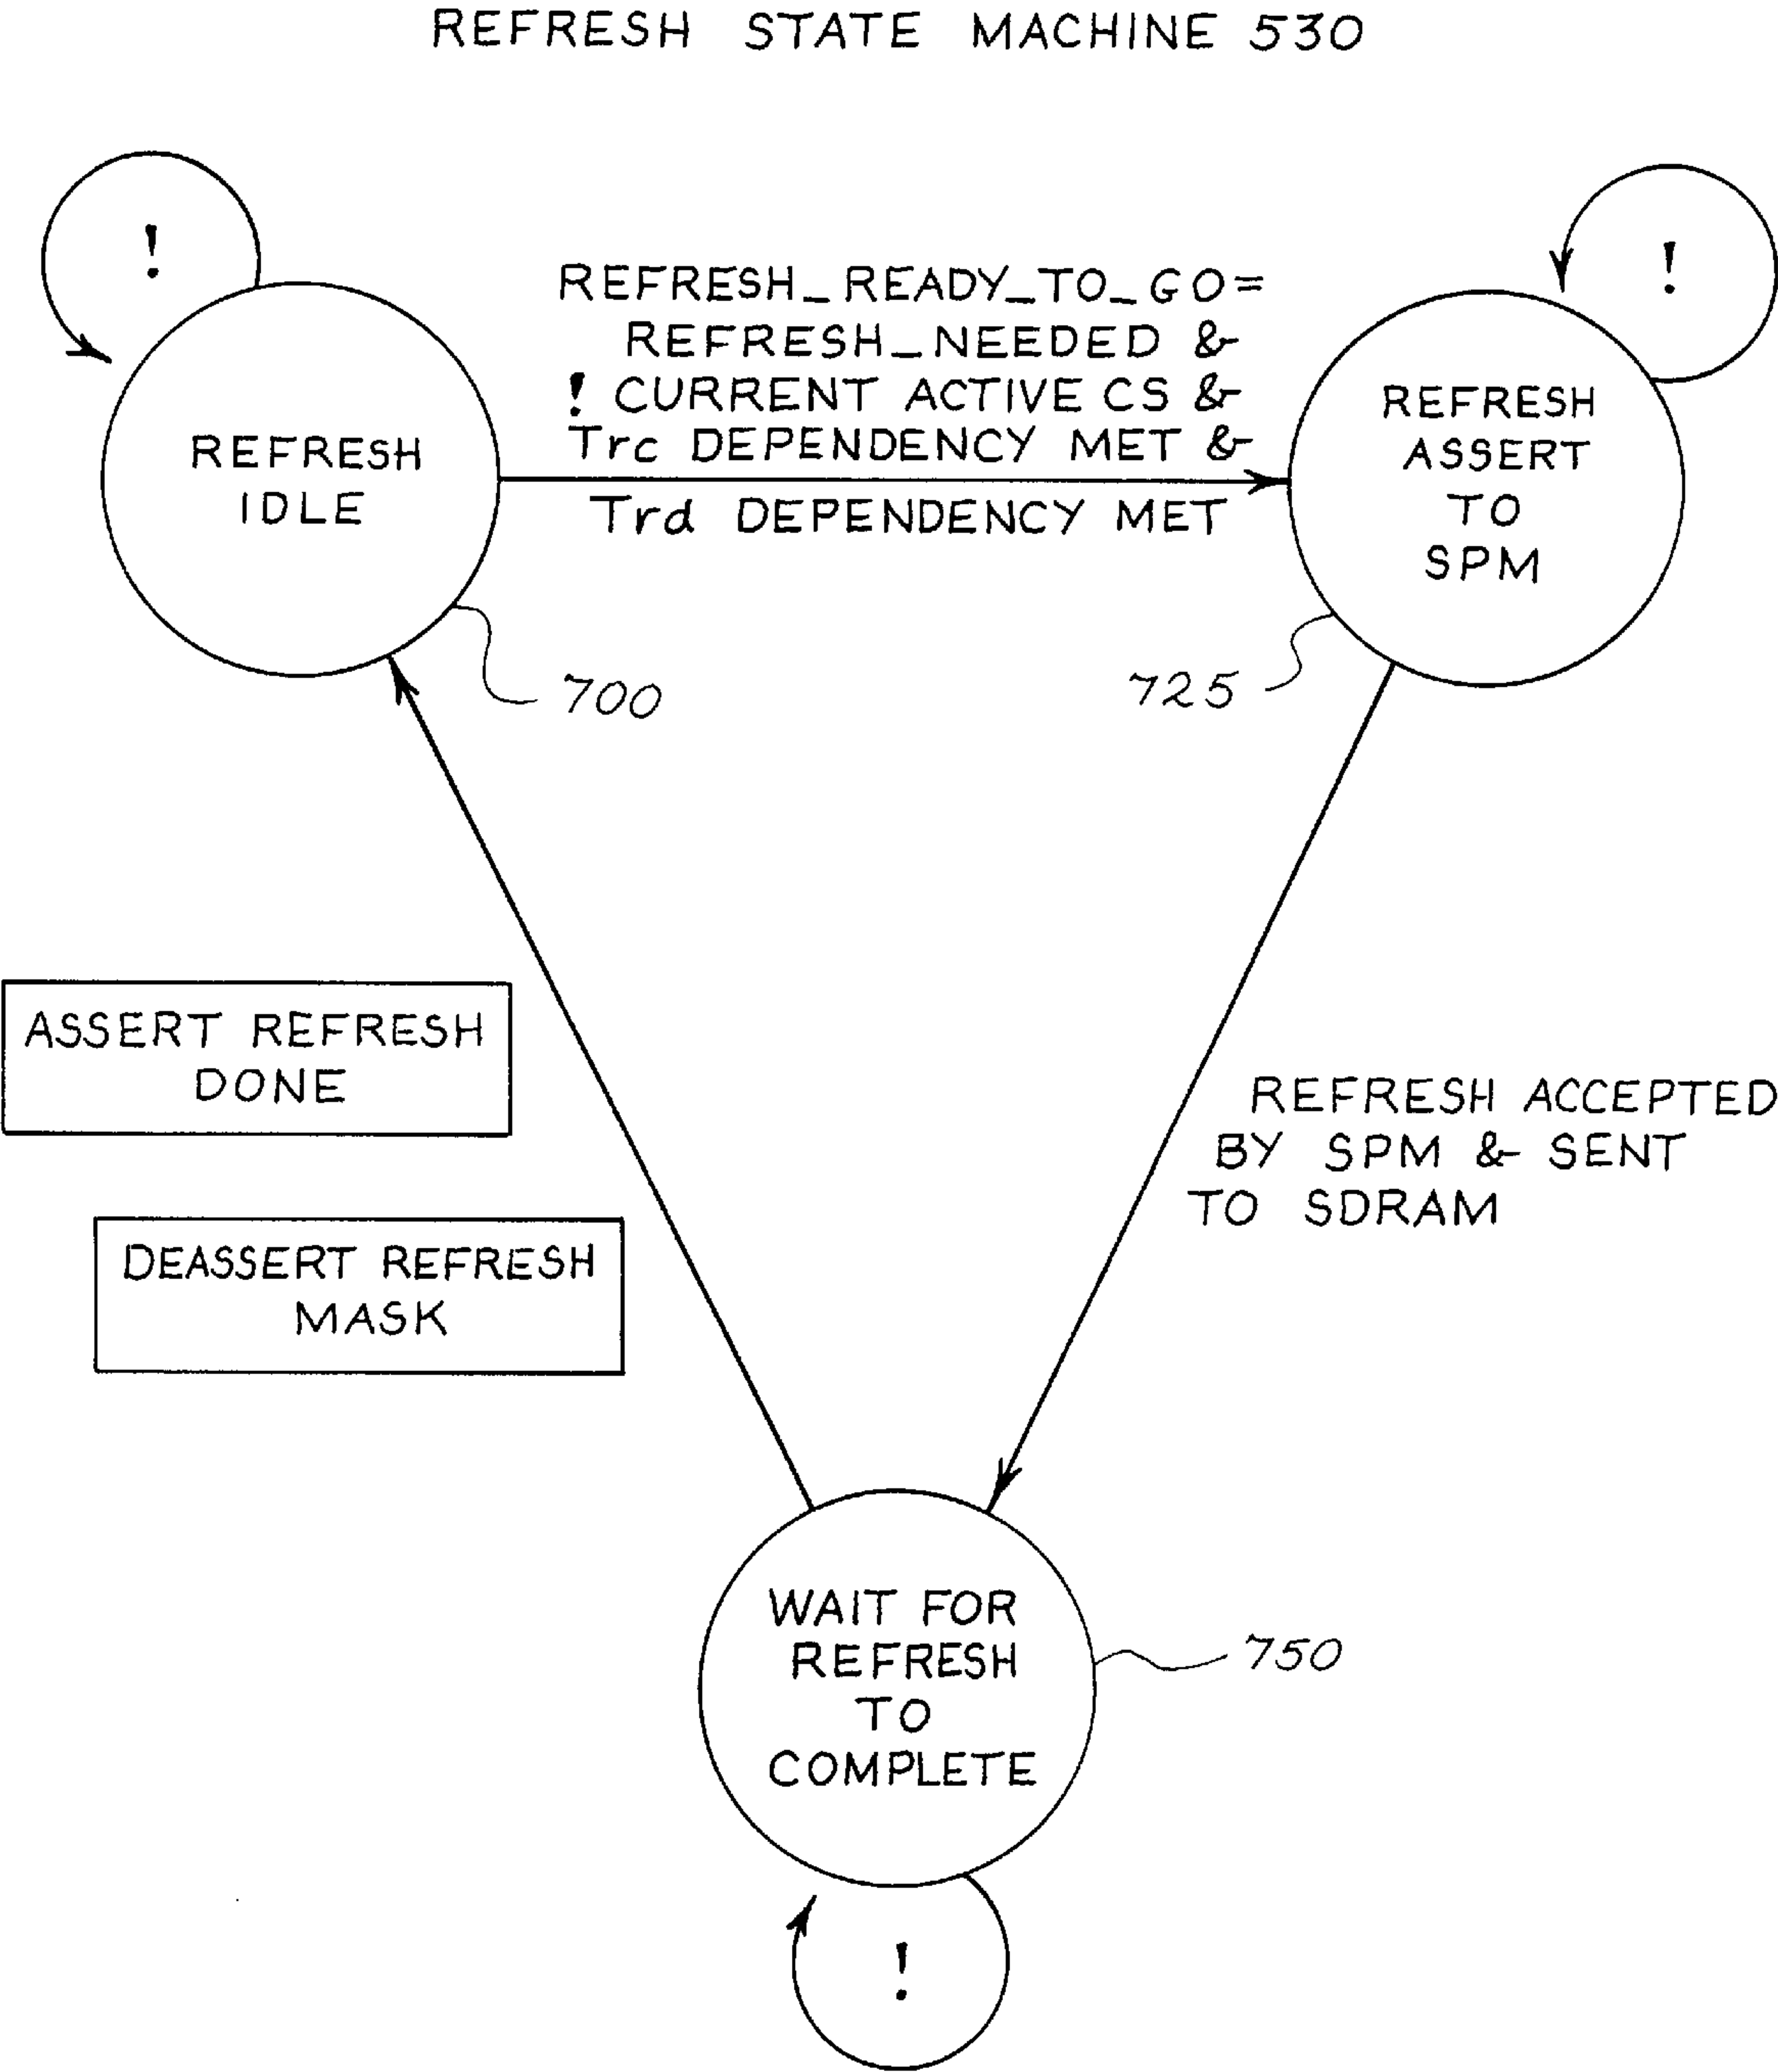 REFRESH STATE MACHINE 530
!
!
REFRESH_READY_TO_GO=
REFRESH_NEEDED &
! CURRENT ACTIVE CS &
Trc DEPENDENCY MET &
Trd DEPENDENCY MET
REFRESH
IDLE
REFRESH
ASSERT
TO
SPM
700
725
ASSERT REFRESH
DONE
DEASSERT REFRESH
MASK
REFRESH ACCEPTED
BY SPM & SENT
TO SDRAM
WAIT FOR
REFRESH
TO
COMPLETE
750
!